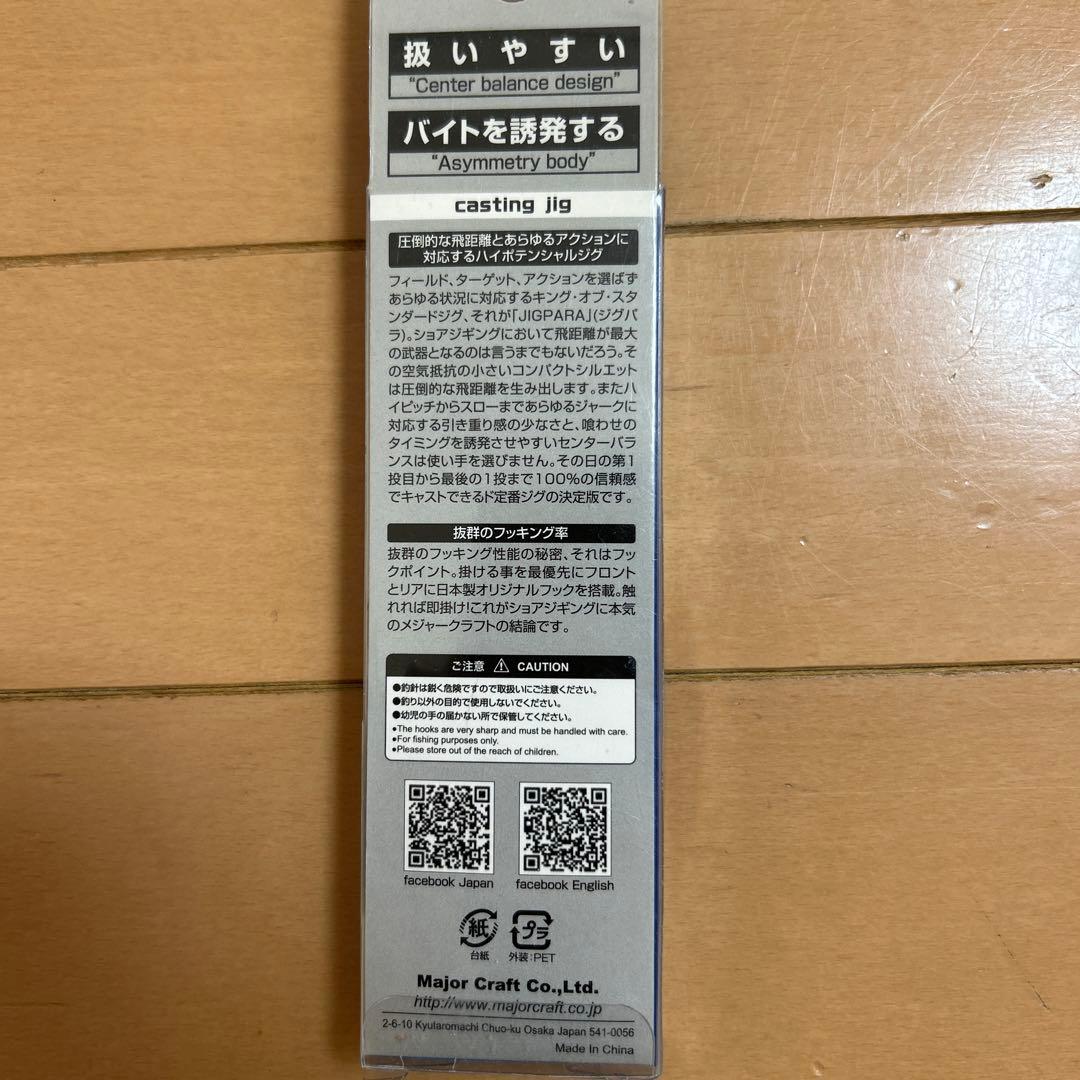 扱いやすい
"Center balance design"
バイトを誘発する
"Asymmetry body"
casting jig
圧倒的な飛距離とあらゆるアクションに
対応するハイポテンシャルジグ
フィールド、ターゲット、アクションを選ばず
あらゆる状況に対応するキング・オブ・スタ
ンダードジグ、それが「JIGPARA」(ジグパ
ラ)。ショアジギングにおいて飛距離が最大
の武器となるのは言うまでもないだろう。そ
の空気抵抗の小さいコンパクトシルエット
は圧倒的な飛距離を生み出します。またハ
イピッチからスローまであらゆるジャークに
対応する引き重り感の少なさと、喰わせの
タイミングを誘発させやすいセンターバラ
ンスは使い手を選びません。その日の第1
投目から最後の1投まで100%の信頼感
でキャストできるド定番ジグの決定版です。
抜群のフッキング率
抜群のフッキング性能の秘密、それはフッ
クポイント。掛ける事を最優先にフロント
とリアに日本製オリジナルフックを搭載。触
れれば即掛け!これがショアジギングに本気
のメジャークラフトの結論です。
ご注意 ⚠ CAUTION
●釣針は鋭く危険ですので取扱いにご注意ください。
●釣り以外の目的で使用しないでください。
●幼児の手の届かない所で保管してください。
●The hooks are very sharp and must be handled with care.
●For fishing purposes only.
●Please store out of the reach of children.
facebook Japan facebook English
紙 プラ
台紙 外装:PET
Major Craft Co.,Ltd.
http://www.majorcraft.co.jp
2-6-10 Kyutaromachi Chuo-ku Osaka Japan 541-0056
Made In China